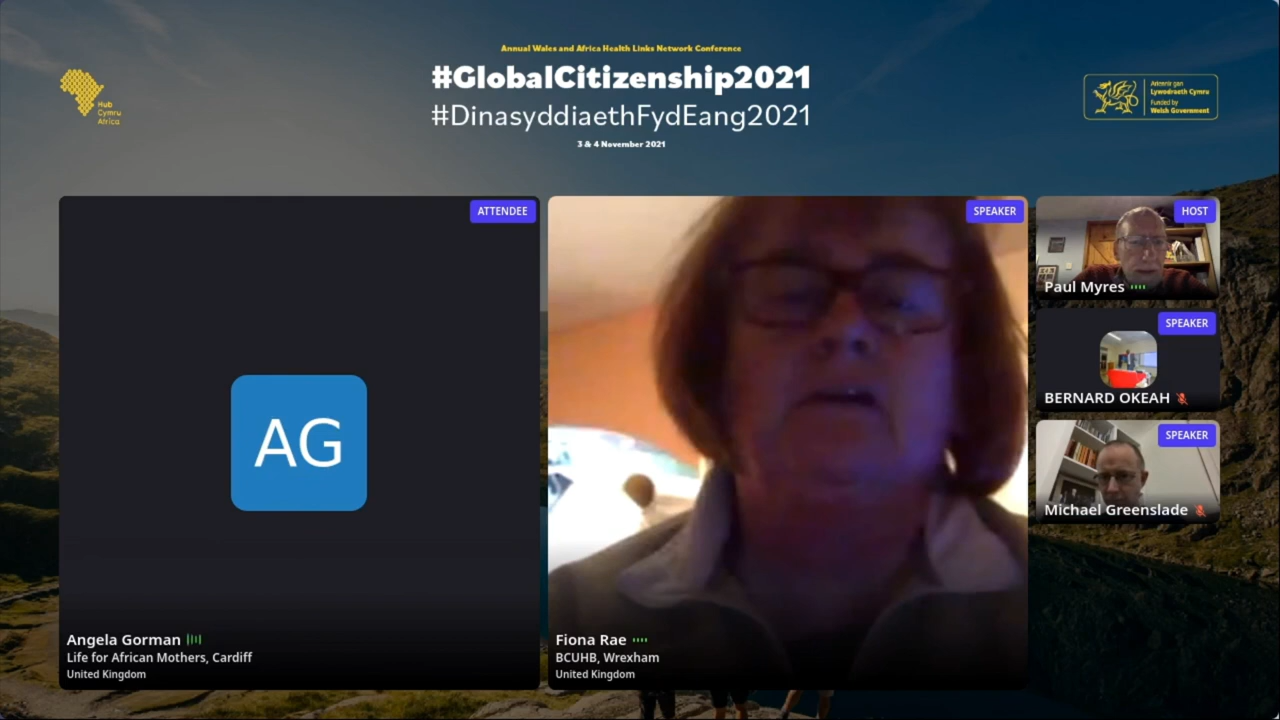 Annual Wales and Africa Health Links Network Conference
#GlobalCitizenship2021
#DinasyddiaethFydEang2021
3 & 4 November 2021
Hub
Cymru
Africa
Ariennir gan
Lywodraeth Cymru
Funded by
Welsh Government
ATTENDEE
AG
Angela Gorman
Life for African Mothers, Cardiff
United Kingdom
SPEAKER
Fiona Rae
BCUHB, Wrexham
United Kingdom
HOST
Paul Myres
SPEAKER
BERNARD OKEAH
SPEAKER
Michael Greenslade